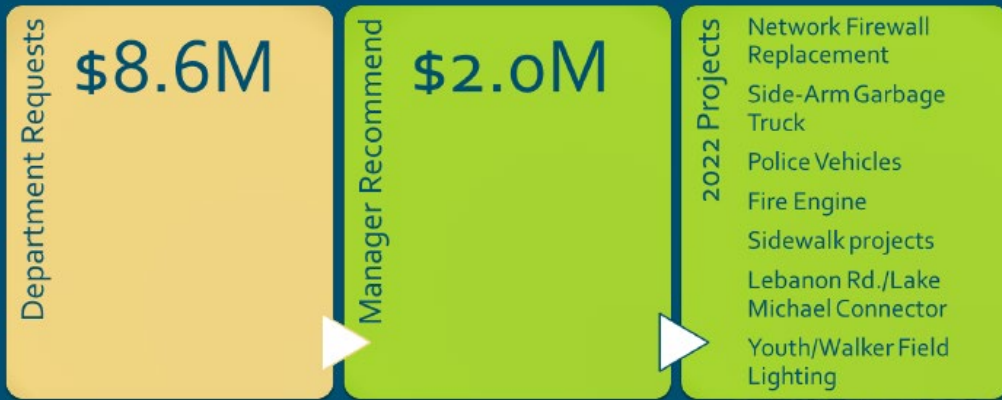 Department Requests
$8.6M
Manager Recommend
$2.0M
2022 Projects
Network Firewall
Replacement
Side-Arm Garbage
Truck
Police Vehicles
Fire Engine
Sidewalk projects
Lebanon Rd./Lake
Michael Connector
Youth/Walker Field
Lighting